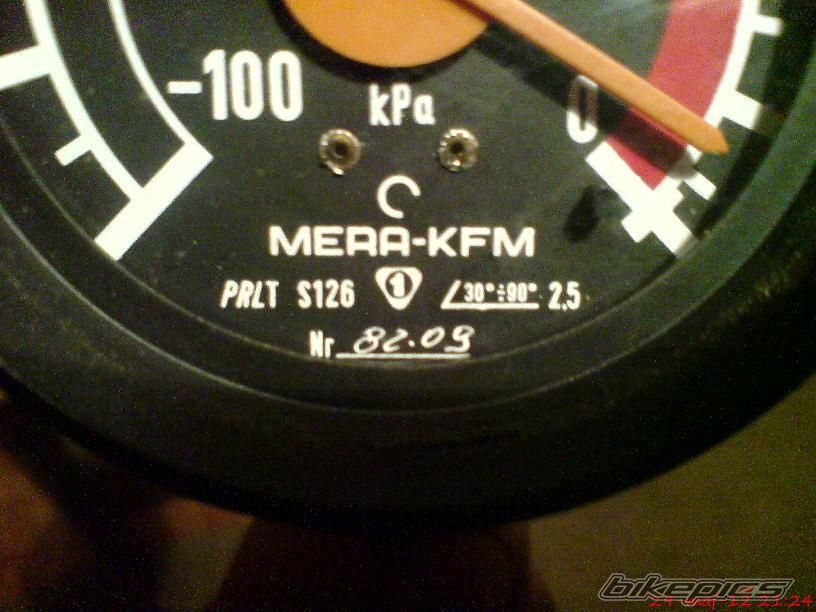 -100
kPa
0
MERA-KFM
PRLT S126 1 ∠30°÷90° 2,5
Nr 82.09
bikepics